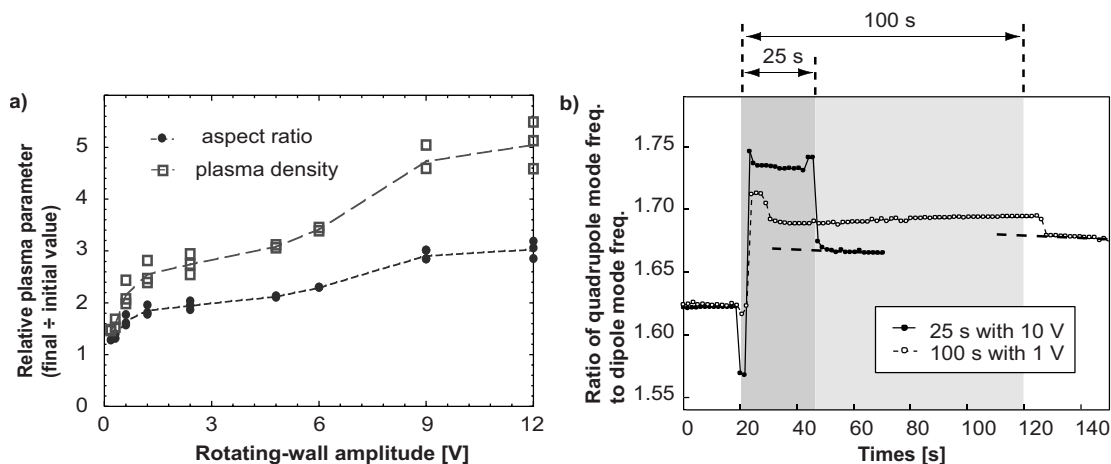 100 s
25 s
a)
b)
Relative plasma parameter
(final ÷ initial value)
6
5
4
3
2
1
0
aspect ratio
plasma density
0
3
6
9
12
Rotating-wall amplitude [V]
Ratio of quadrupole mode freq.
to dipole mode freq.
1.75
1.70
1.65
1.60
1.55
25 s with 10 V
100 s with 1 V
0
20
40
60
80
100
120
140
Times [s]